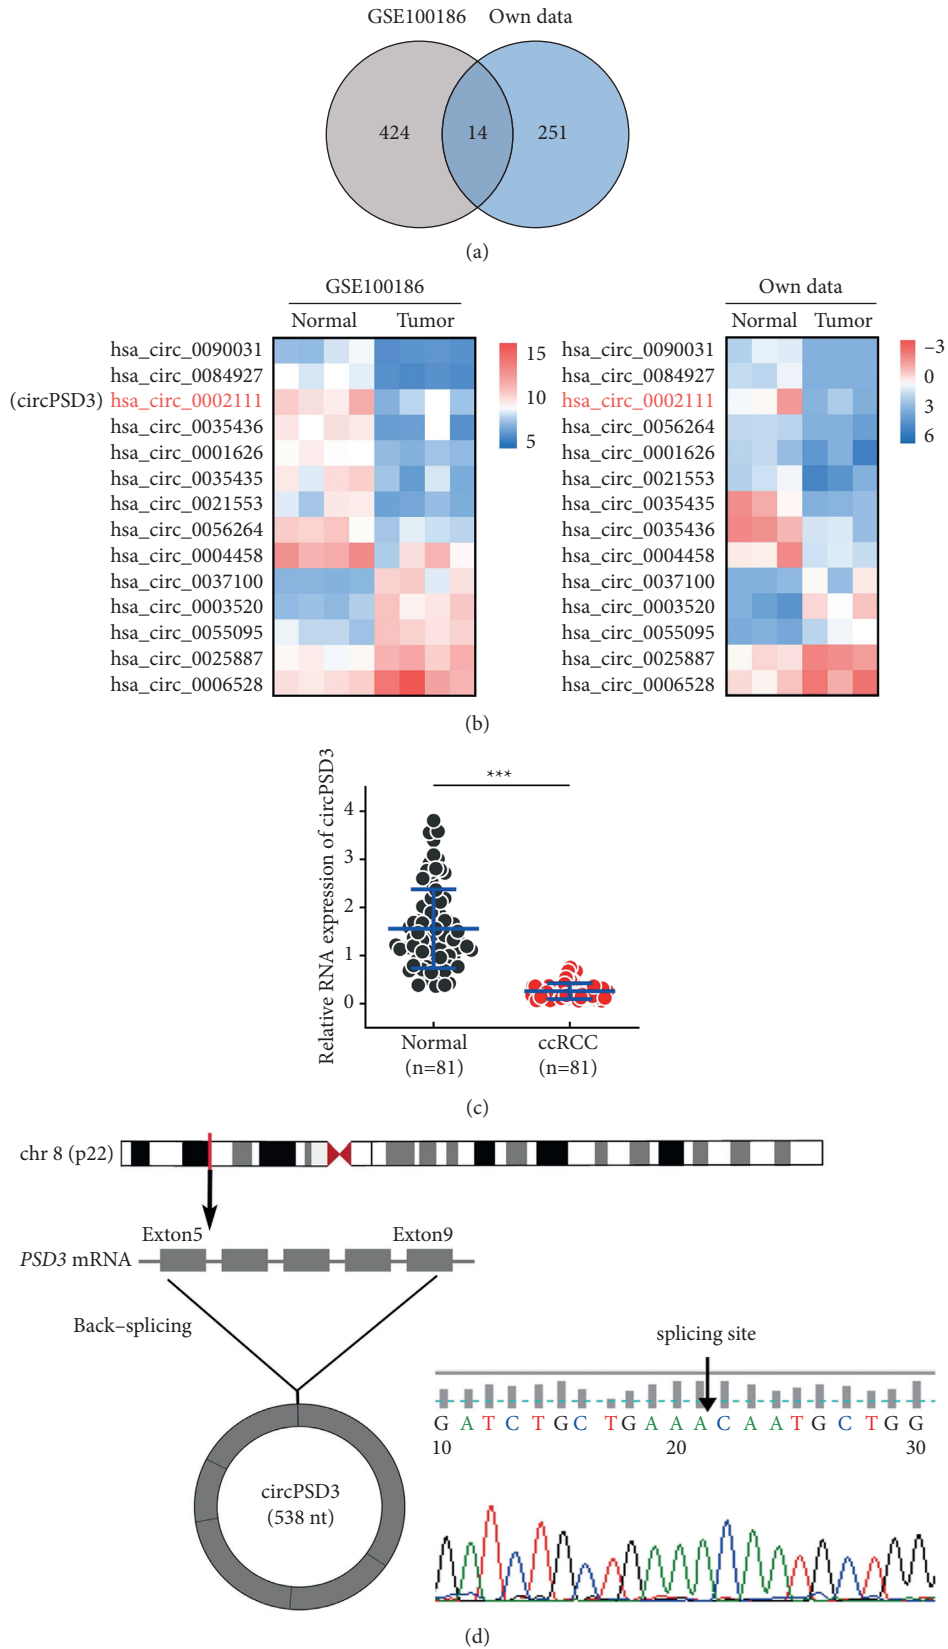 GSE100186 Own data
424 14 251
(a)
GSE100186
Normal Tumor
hsa_circ_0090031
hsa_circ_0084927
(circPSD3) hsa_circ_0002111
hsa_circ_0035436
hsa_circ_0001626
hsa_circ_0035435
hsa_circ_0021553
hsa_circ_0056264
hsa_circ_0004458
hsa_circ_0037100
hsa_circ_0003520
hsa_circ_0055095
hsa_circ_0025887
hsa_circ_0006528
15
10
5
Own data
Normal Tumor
hsa_circ_0090031
hsa_circ_0084927
hsa_circ_0002111
hsa_circ_0056264
hsa_circ_0001626
hsa_circ_0021553
hsa_circ_0035435
hsa_circ_0035436
hsa_circ_0004458
hsa_circ_0037100
hsa_circ_0003520
hsa_circ_0055095
hsa_circ_0025887
hsa_circ_0006528
–3
0
3
6
(b)
Relative RNA expression of circPSD3
4
3
2
1
0
***
Normal
(n=81)
ccRCC
(n=81)
(c)
chr 8 (p22)
Exton5 Exton9
PSD3 mRNA
Back–splicing
circPSD3
(538 nt)
splicing site
G A T C T G C T G A A A C A A T G C T G G
10 20 30
(d)